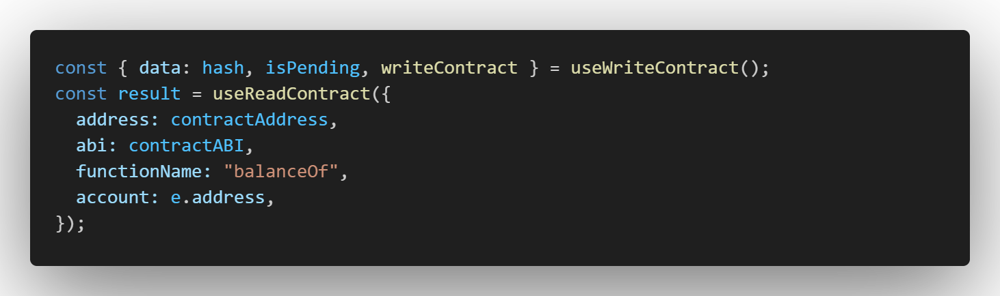 const { data: hash, isPending, writeContract } = useWriteContract();
const result = useReadContract({
  address: contractAddress,
  abi: contractABI,
  functionName: "balanceOf",
  account: e.address,
});